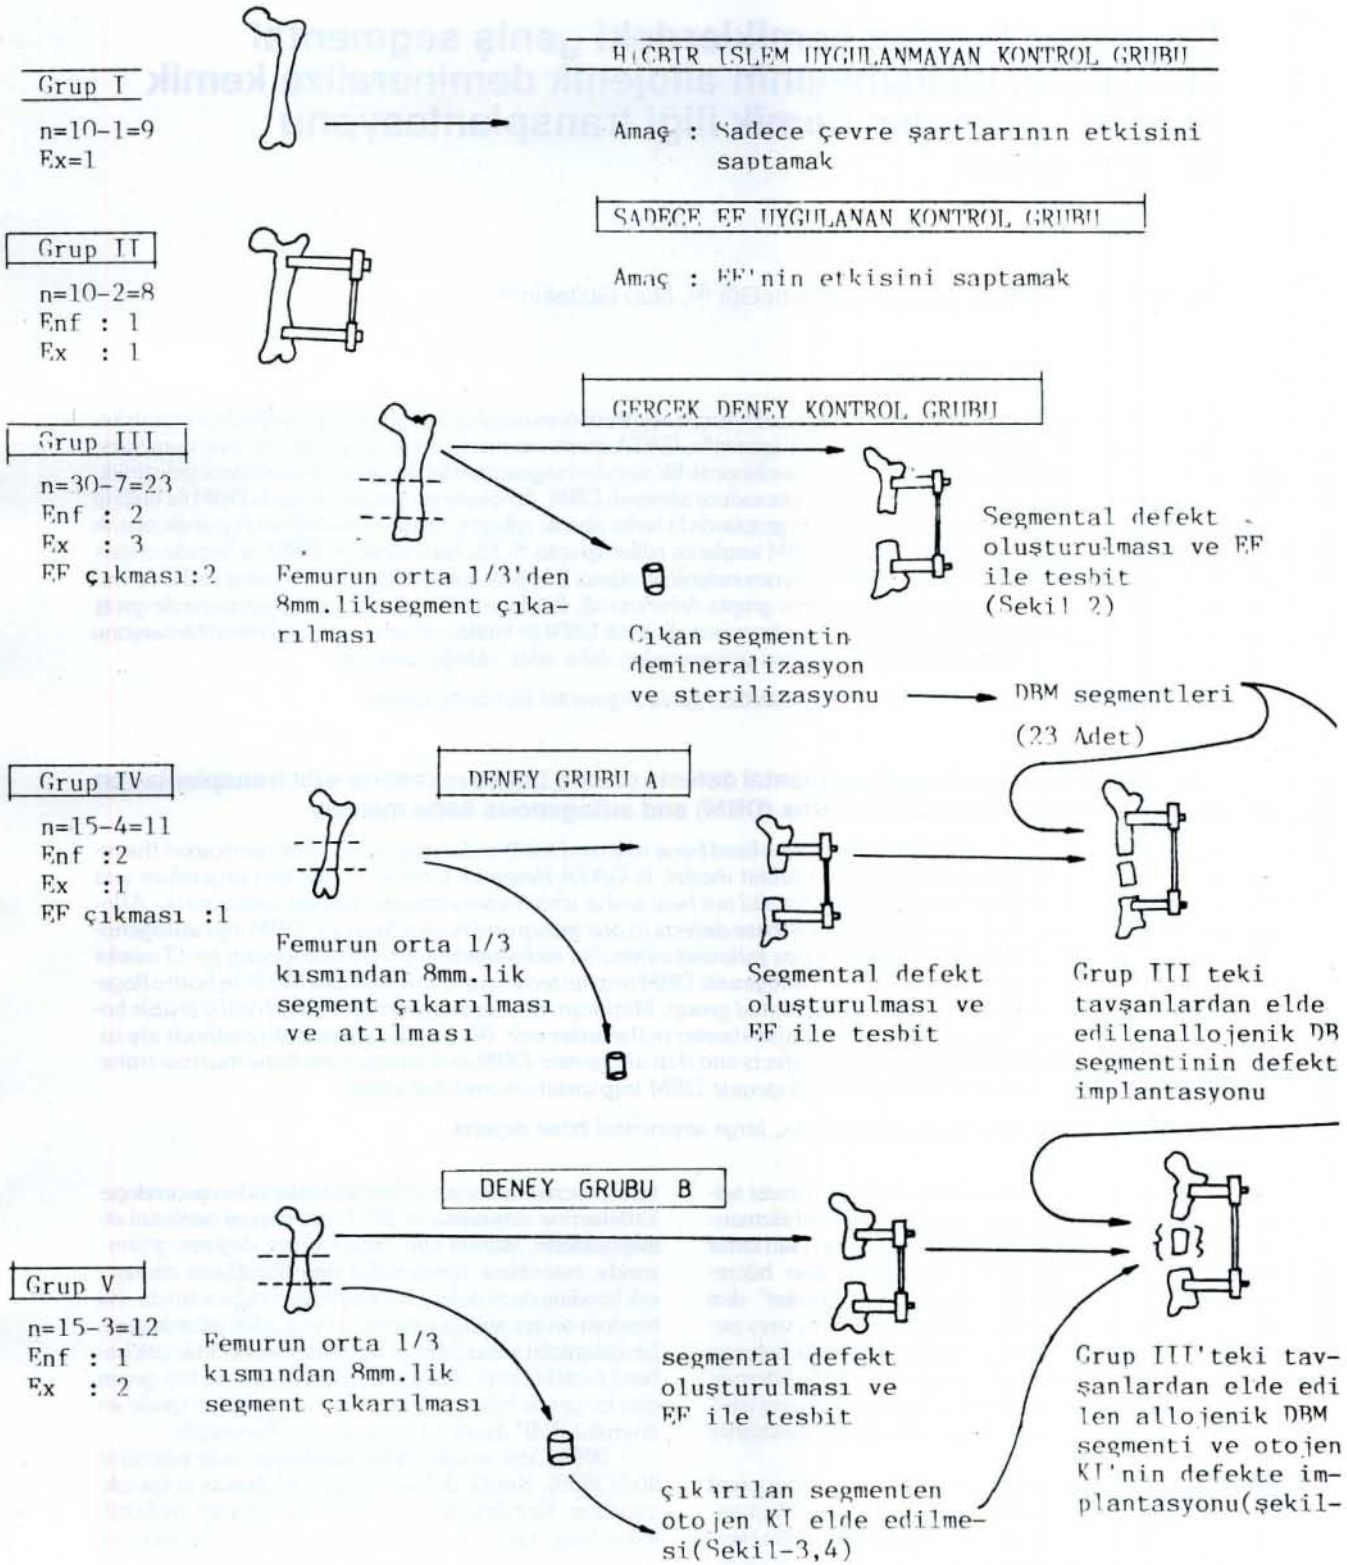 Grup I
n=10-1=9
Ex=1
HİÇBİR İŞLEM UYGULANMAYAN KONTROL GRUBU
Amaç : Sadece çevre şartlarının etkisini
saptamak
Grup II
n=10-2=8
Enf : 1
Ex : 1
SADECE EF UYGULANAN KONTROL GRUBU
Amaç : EF'nin etkisini saptamak
GERÇEK DENEY KONTROL GRUBU
Grup III
n=30-7=23
Enf : 2
Ex : 3
EF çıkması:2
Femurun orta 1/3'den
8mm.liksegment çıka-
rılması
Çıkan segmentin
demineralizasyon
ve sterilizasyonu
Segmental defekt
oluşturulması ve EF
ile tesbit
(Şekil 2)
DBM segmentleri
(23 Adet)
DENEY GRUBU A
Grup IV
n=15-4=11
Enf :2
Ex :1
EF çıkması :1
Femurun orta 1/3
kısmından 8mm.lik
segment çıkarılması
ve atılması
Segmental defekt
oluşturulması ve
EF ile tesbit
Grup III teki
tavşanlardan elde
edilenallojenik DB
segmentinin defekt
implantasyonu
DENEY GRUBU B
Grup V
n=15-3=12
Enf : 1
Ex : 2
Femurun orta 1/3
kısmından 8mm.lik
segment çıkarılması
segmental defekt
oluşturulması ve
EF ile tesbit
çıkarılan segmenten
otojen Kİ elde edilme-
si(Şekil-3,4)
Grup III'teki tav-
şanlardan elde edi
len allojenik DBM
segmenti ve otojen
Kİ'nin defekte im-
plantasyonu(şekil-